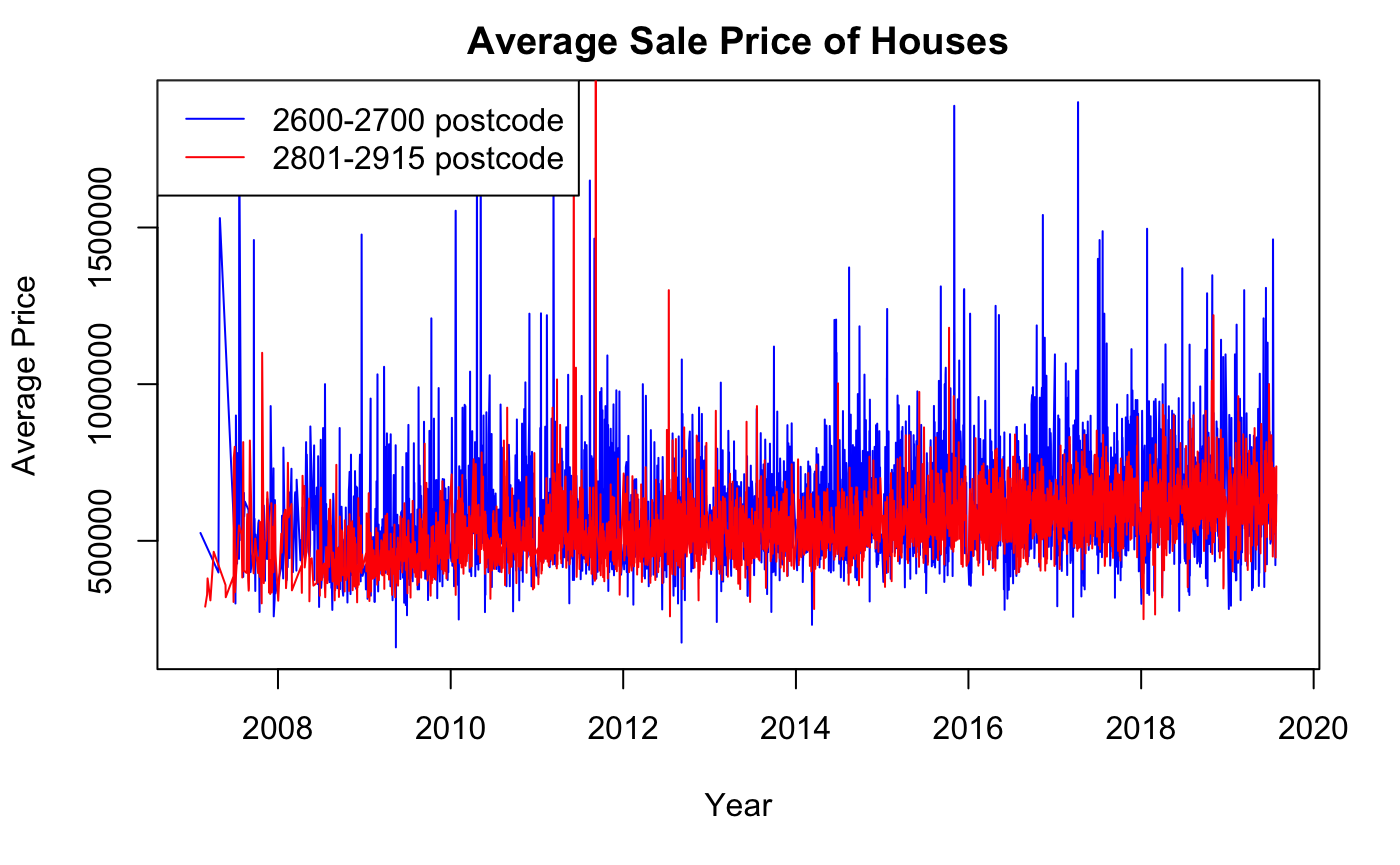 Average Sale Price of Houses
2600-2700 postcode
2801-2915 postcode
Average Price
1500000
1000000
500000
2008 2010 2012 2014 2016 2018 2020
Year